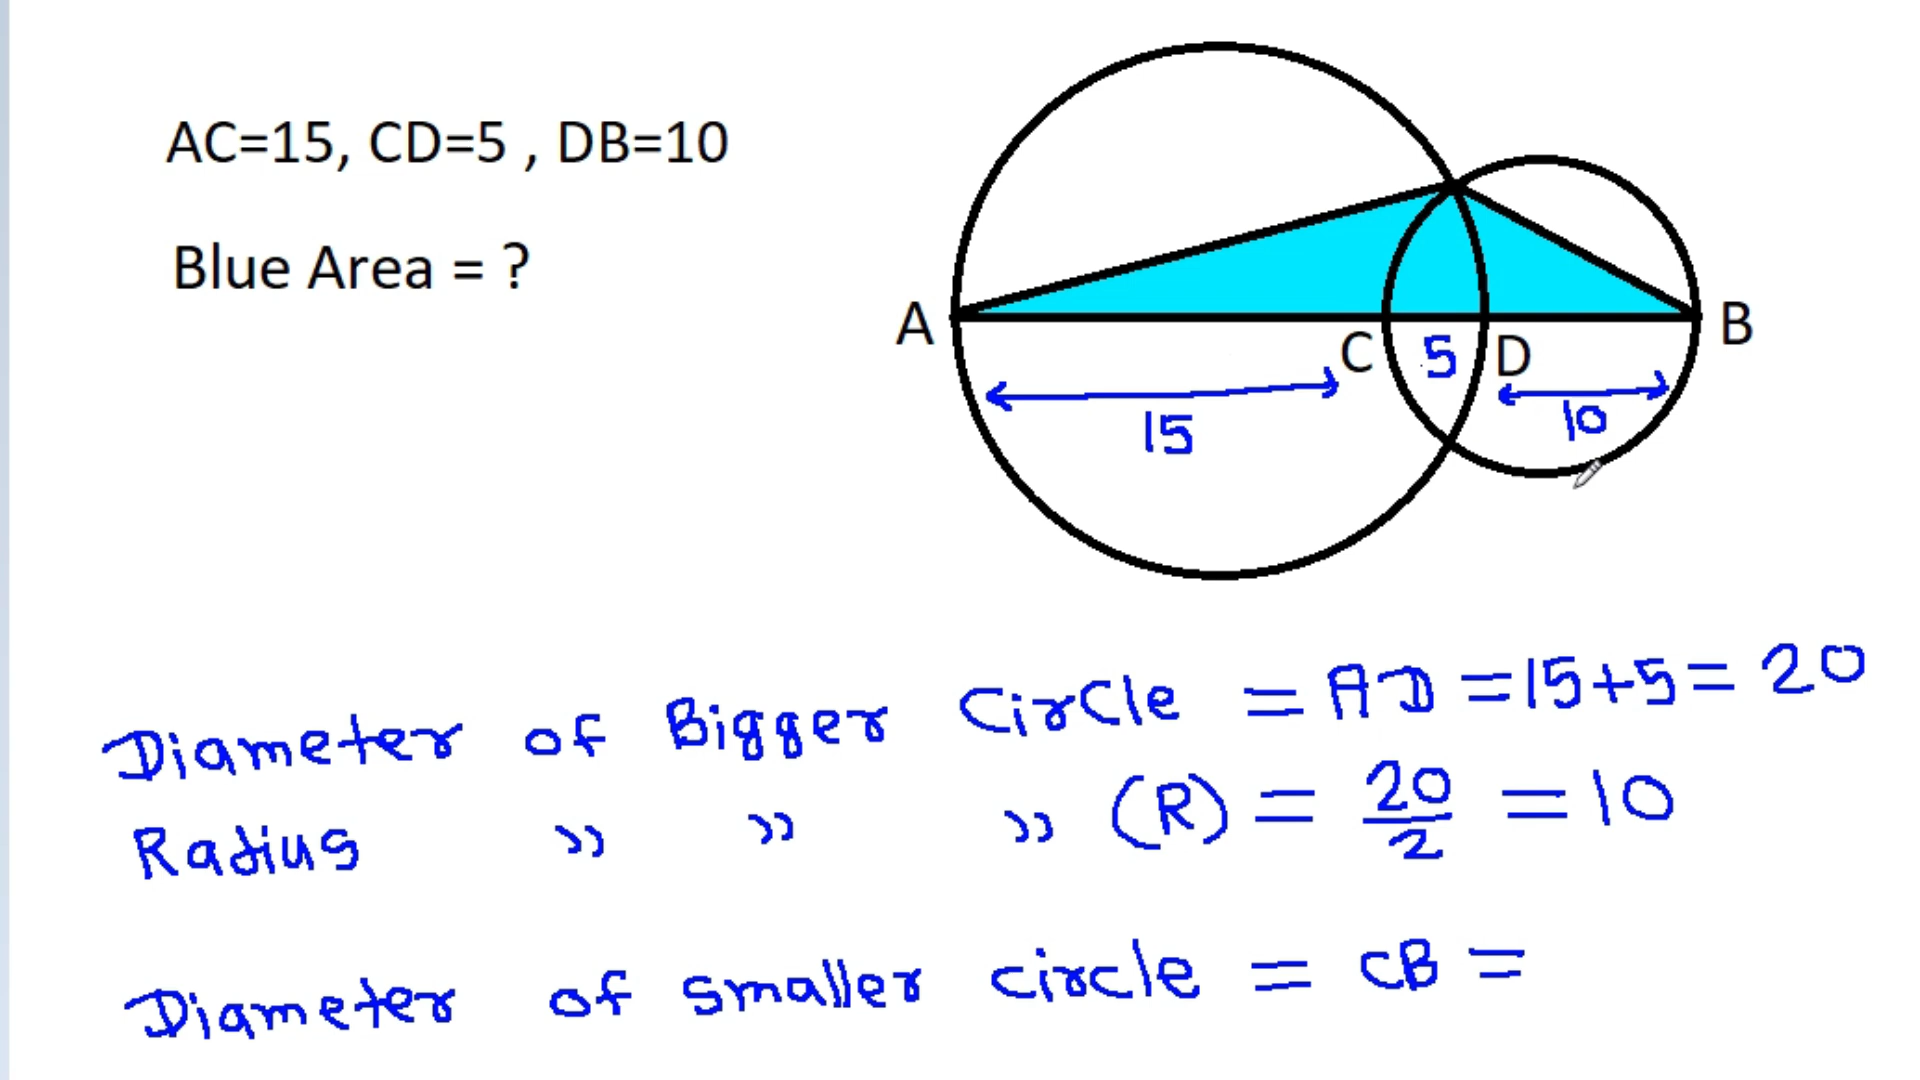 AC=15, CD=5 , DB=10
Blue Area = ?
A
B
C 5 D
15
10
Diameter of Bigger Circle = AD = 15+5 = 20
Radius " " " (R) = 20/2 = 10
Diameter of smaller circle = CB =